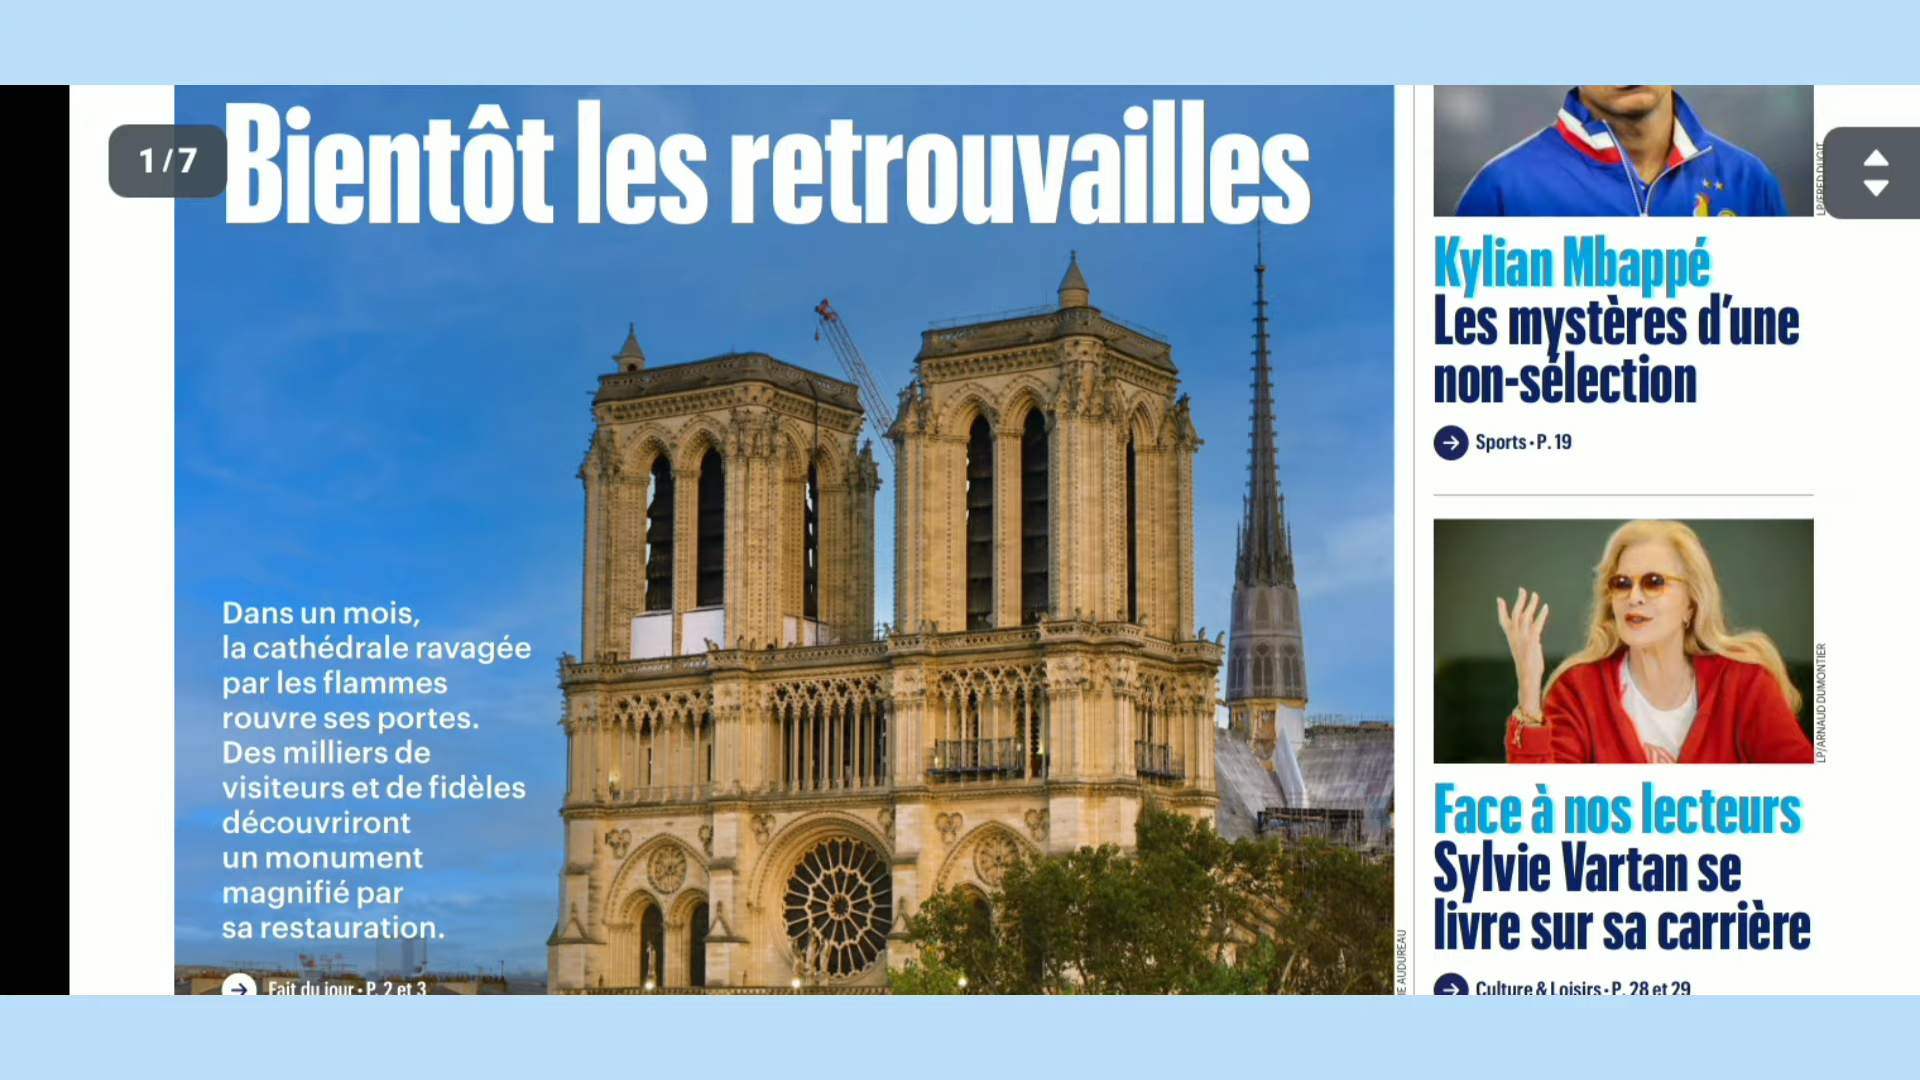 Bientôt les retrouvailles
1/7
Dans un mois,
la cathédrale ravagée
par les flammes
rouvre ses portes.
Des milliers de
visiteurs et de fidèles
découvriront
un monument
magnifié par
sa restauration.
Fait du jour • P. 2 et 3
Kylian Mbappé
Les mystères d'une
non-sélection
Sports • P. 19
LP/ARNAUD DUMONTIER
Face à nos lecteurs
Sylvie Vartan se
livre sur sa carrière
Culture & Loisirs • P. 28 et 29
AUDUREAU